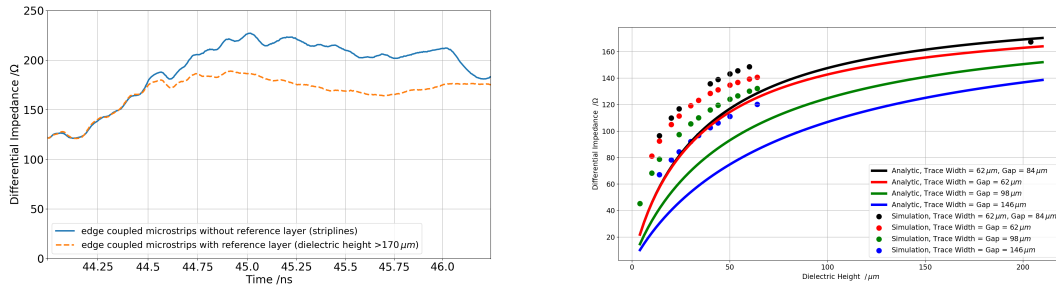 250
200
150
100
50
0
Differential Impedance /Ω
44.25 44.5 44.75 45.0 45.25 45.5 45.75 46.0
Time /ns
edge coupled microstrips without reference layer (striplines)
edge coupled microstrips with reference layer (dielectric height >170 μm)
160
140
120
100
80
60
40
20
Differential Impedance /Ω
0 50 100 150 200
Dielectric Height / μm
Analytic, Trace Width = 62 μm, Gap = 84 μm
Analytic, Trace Width = Gap = 62 μm
Analytic, Trace Width = Gap = 98 μm
Analytic, Trace Width = Gap = 146 μm
Simulation, Trace Width = 62 μm, Gap = 84 μm
Simulation, Trace Width = Gap = 62 μm
Simulation, Trace Width = Gap = 98 μm
Simulation, Trace Width = Gap = 146 μm